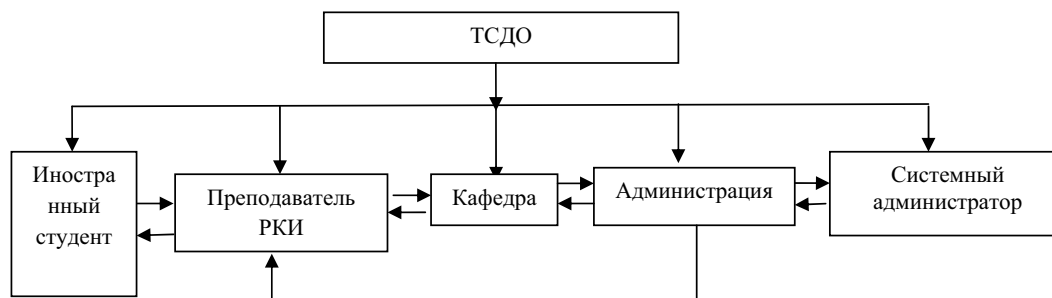 ТСДО
Иностра
нный
студент
Преподаватель
РКИ
Кафедра
Администрация
Системный
администратор